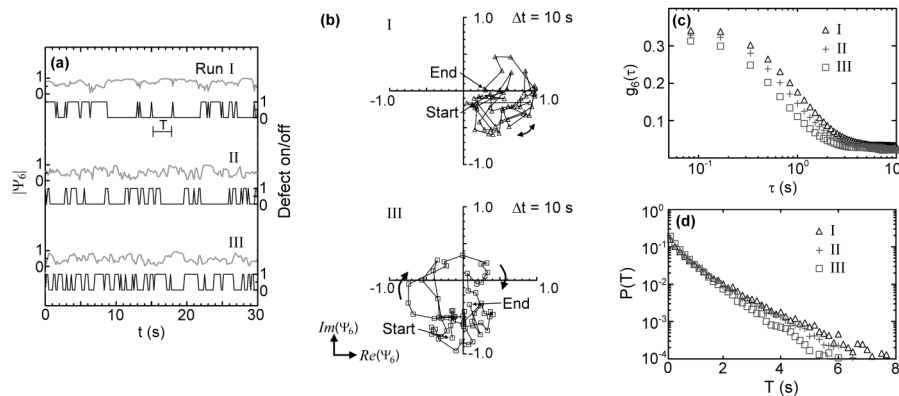 (a)
Run I
1
0
1
0
T
II
1
0
1
0
III
1
0
1
0
|Ψ6|
Defect on/off
0 5 10 15 20 25 30
t (s)
(b)
I
1.0
Δt = 10 s
End
-1.0
1.0
Start
-1.0
III
1.0
Δt = 10 s
-1.0
1.0
End
Start
-1.0
Im(Ψ6)
Re(Ψ6)
(c)
I
II
III
0.3
0.2
0.1
g6(τ)
10-1 100 101
τ (s)
(d)
I
II
III
100
10-1
10-2
10-3
10-4
P(T)
0 2 4 6 8
T (s)